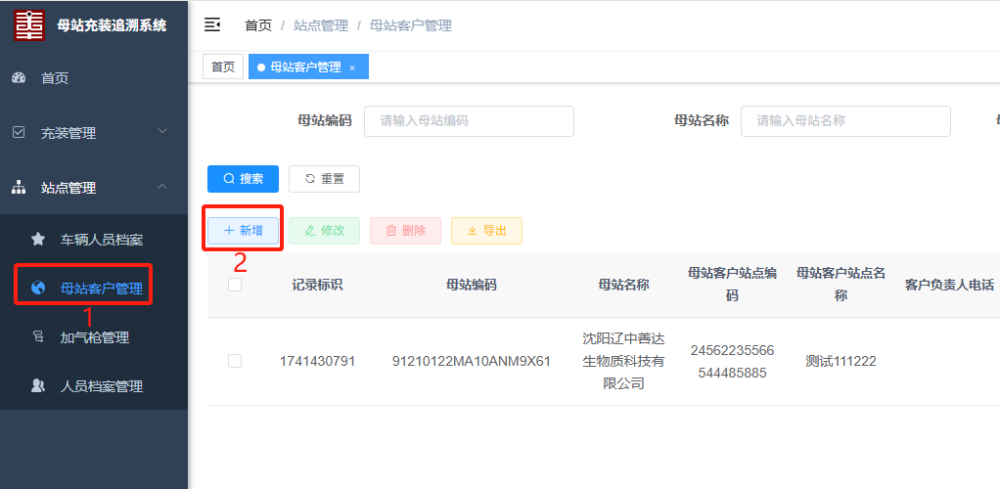 母站充装追溯系统
首页
充装管理
站点管理
车辆人员档案
母站客户管理
1
加气枪管理
人员档案管理
首页 / 站点管理 / 母站客户管理
首页 母站客户管理 ×
母站编码 请输入母站编码 母站名称 请输入母站名称
搜索 重置
新增 修改 删除 导出
2
记录标识 母站编码 母站名称 母站客户站点编码 母站客户站点名称 客户负责人电话
1741430791 91210122MA10ANM9X61 沈阳辽中善达生物质科技有限公司 24562235566544485885 测试111222